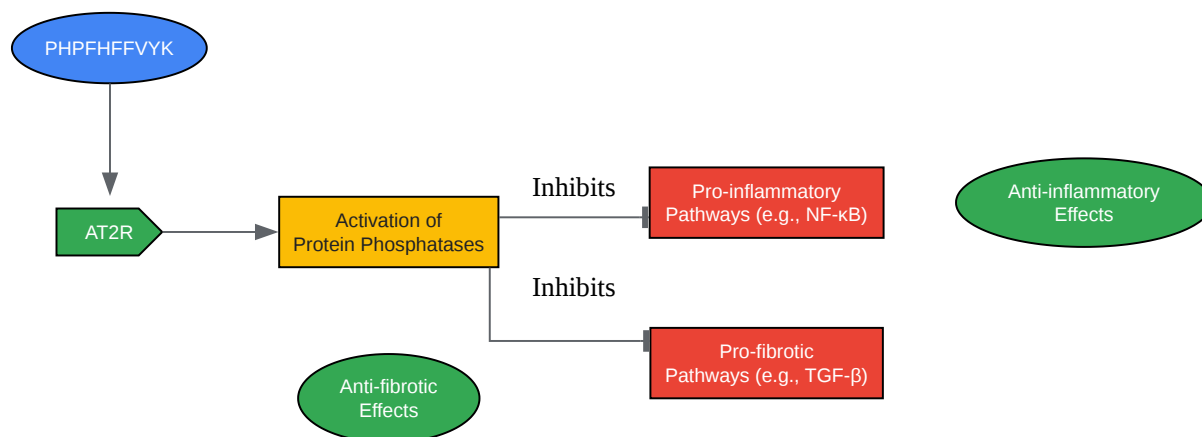 PHPFHFFVYK
AT2R
Activation of
Protein Phosphatases
Inhibits
Inhibits
Pro-inflammatory
Pathways (e.g., NF-κB)
Anti-inflammatory
Effects
Pro-fibrotic
Pathways (e.g., TGF-β)
Anti-fibrotic
Effects